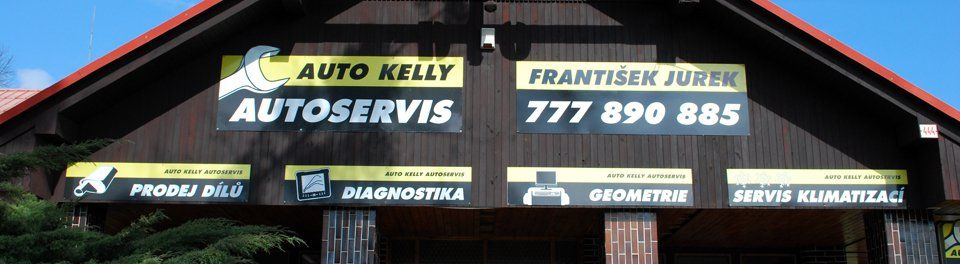 AUTO KELLY
AUTOSERVIS
FRANTIŠEK JUREK
777 890 885
444
AUTO KELLY AUTOSERVIS
PRODEJ DÍLŮ
AUTO KELLY AUTOSERVIS
DIAGNOSTIKA
AUTO KELLY AUTOSERVIS
GEOMETRIE
AUTO KELLY AUTOSERVIS
SERVIS KLIMATIZACÍ